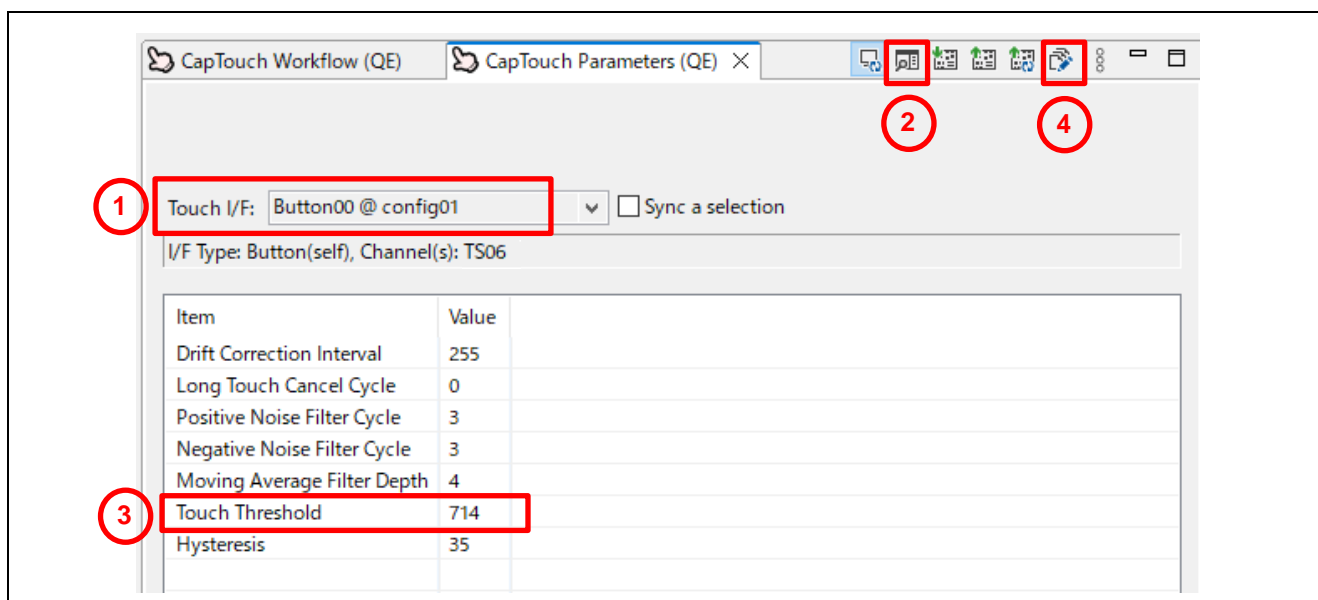 CapTouch Workflow (QE) CapTouch Parameters (QE)
2 4
1 Touch I/F: Button00 @ config01 Sync a selection
I/F Type: Button(self), Channel(s): TS06
Item Value
Drift Correction Interval 255
Long Touch Cancel Cycle 0
Positive Noise Filter Cycle 3
Negative Noise Filter Cycle 3
Moving Average Filter Depth 4
3 Touch Threshold 714
Hysteresis 35